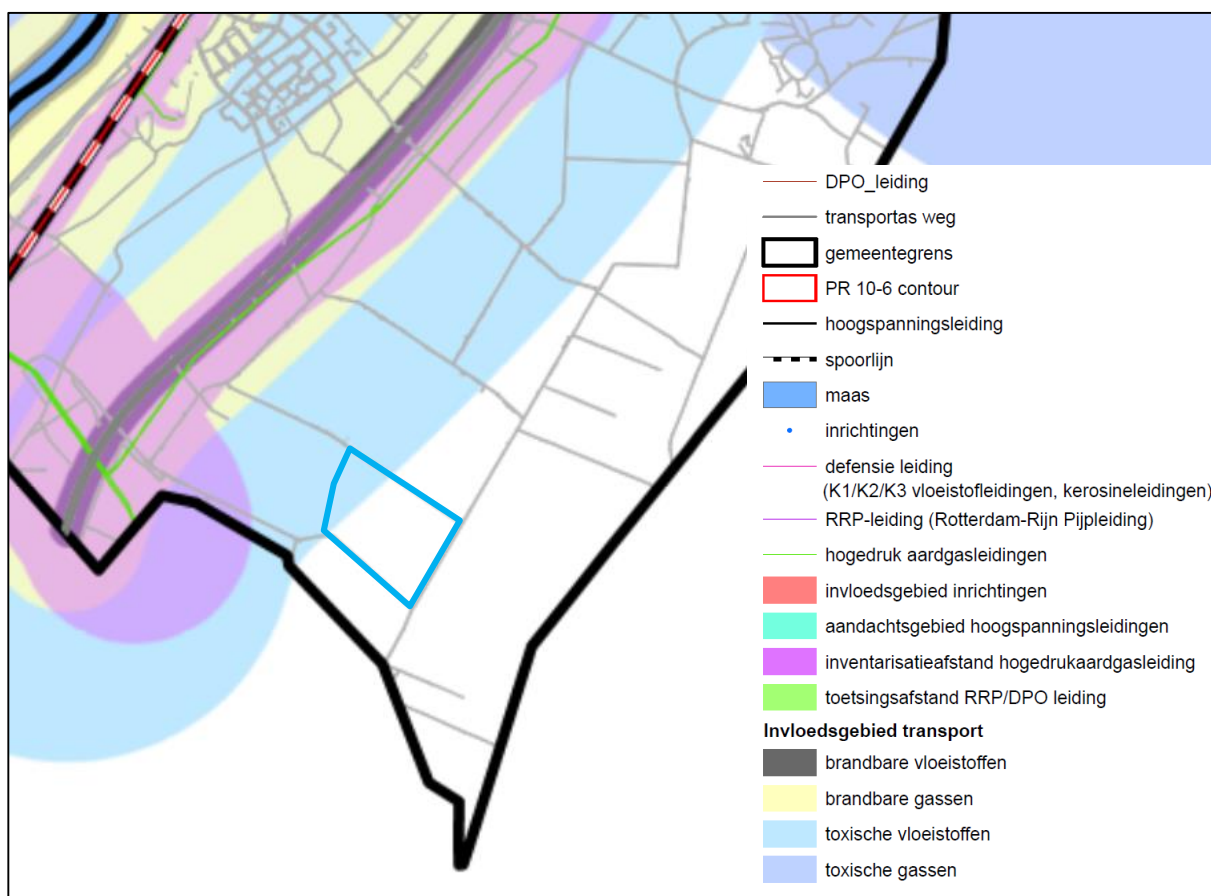 DPO_leiding
transportas weg
gemeentegrens
PR 10-6 contour
hoogspanningsleiding
spoorlijn
maas
inrichtingen
defensie leiding
(K1/K2/K3 vloeistofleidingen, kerosineleidingen)
RRP-leiding (Rotterdam-Rijn Pijpleiding)
hogedruk aardgasleidingen
invloedsgebied inrichtingen
aandachtsgebied hoogspanningsleidingen
inventarisatieafstand hogedrukaardgasleiding
toetsingsafstand RRP/DPO leiding
Invloedsgebied transport
brandbare vloeistoffen
brandbare gassen
toxische vloeistoffen
toxische gassen